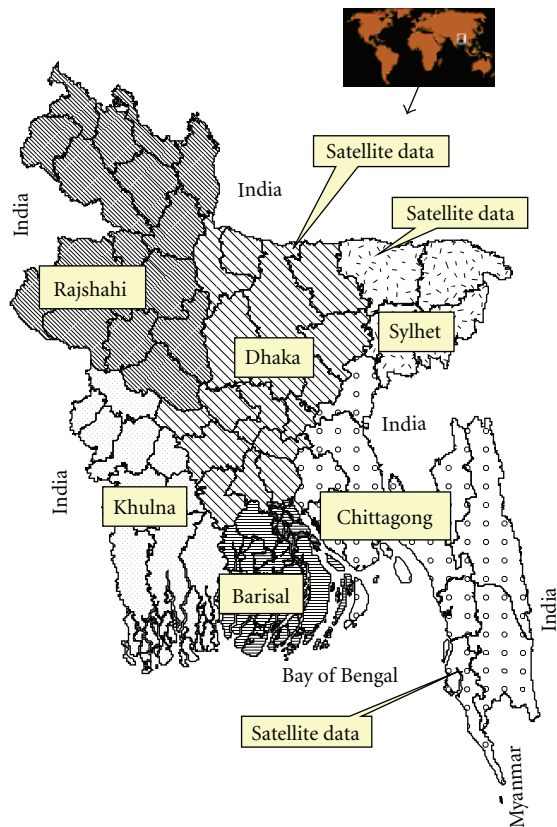 Satellite data
India
Satellite data
India
Rajshahi
Sylhet
Dhaka
India
India
Khulna
Chittagong
Barisal
India
Bay of Bengal
Satellite data
Myanmar